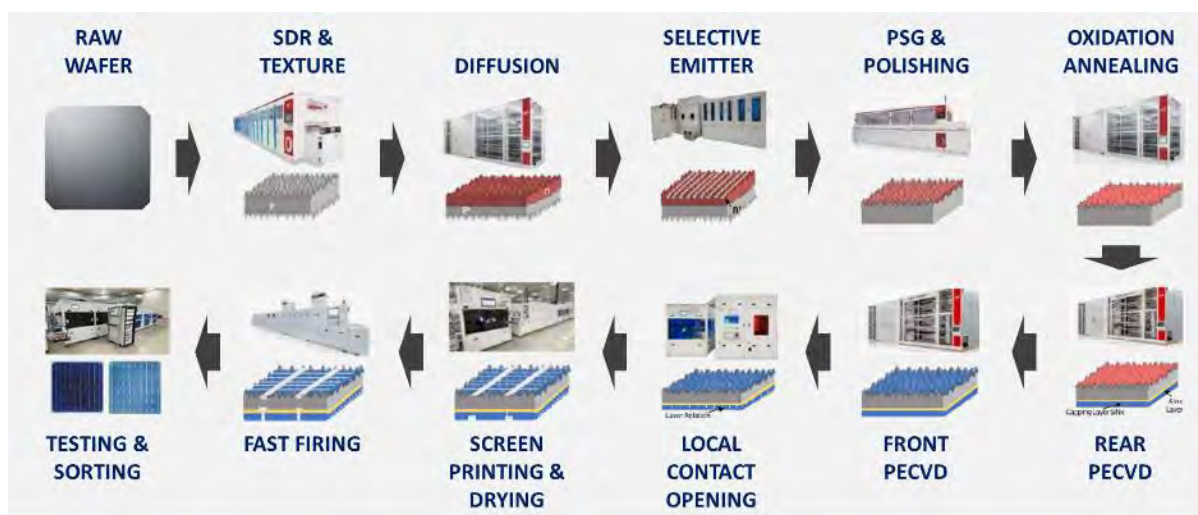 RAW
WAFER
SDR &
TEXTURE
DIFFUSION
SELECTIVE
EMITTER
PSG &
POLISHING
OXIDATION
ANNEALING
P
n
P
n⁺
TESTING &
SORTING
FAST FIRING
SCREEN
PRINTING &
DRYING
Laser Ablation
LOCAL
CONTACT
OPENING
FRONT
PECVD
Capping Layer SiNx
Layer
REAR
PECVD